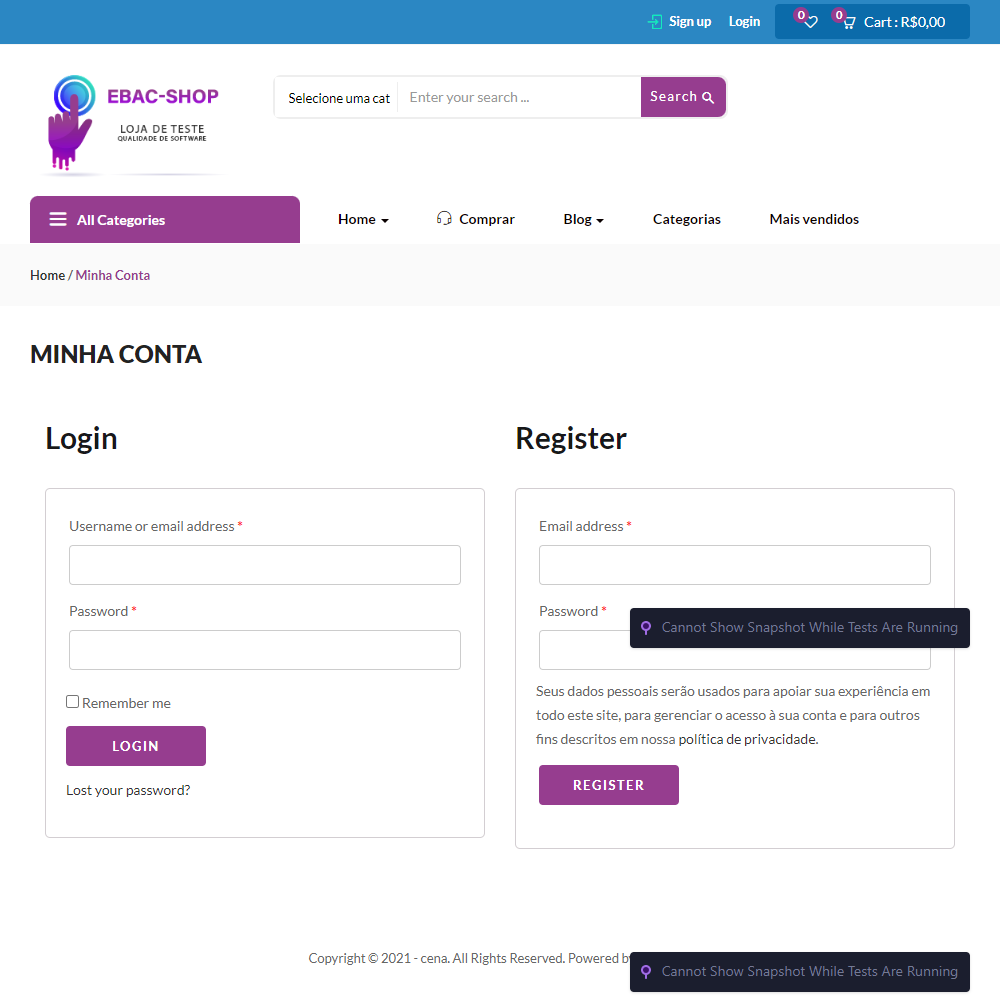 Sign up Login 0 0 Cart : R$0,00
EBAC-SHOP
LOJA DE TESTE
QUALIDADE DE SOFTWARE
Selecione uma cat Enter your search ... Search
All Categories Home Comprar Blog Categorias Mais vendidos
Home / Minha Conta
MINHA CONTA
Login
Username or email address *
Password *
Remember me
LOGIN
Lost your password?
Register
Email address *
Password *
Cannot Show Snapshot While Tests Are Running
Seus dados pessoais serão usados para apoiar sua experiência em
todo este site, para gerenciar o acesso à sua conta e para outros
fins descritos em nossa política de privacidade.
REGISTER
Copyright © 2021 - cena. All Rights Reserved. Powered
Cannot Show Snapshot While Tests Are Running